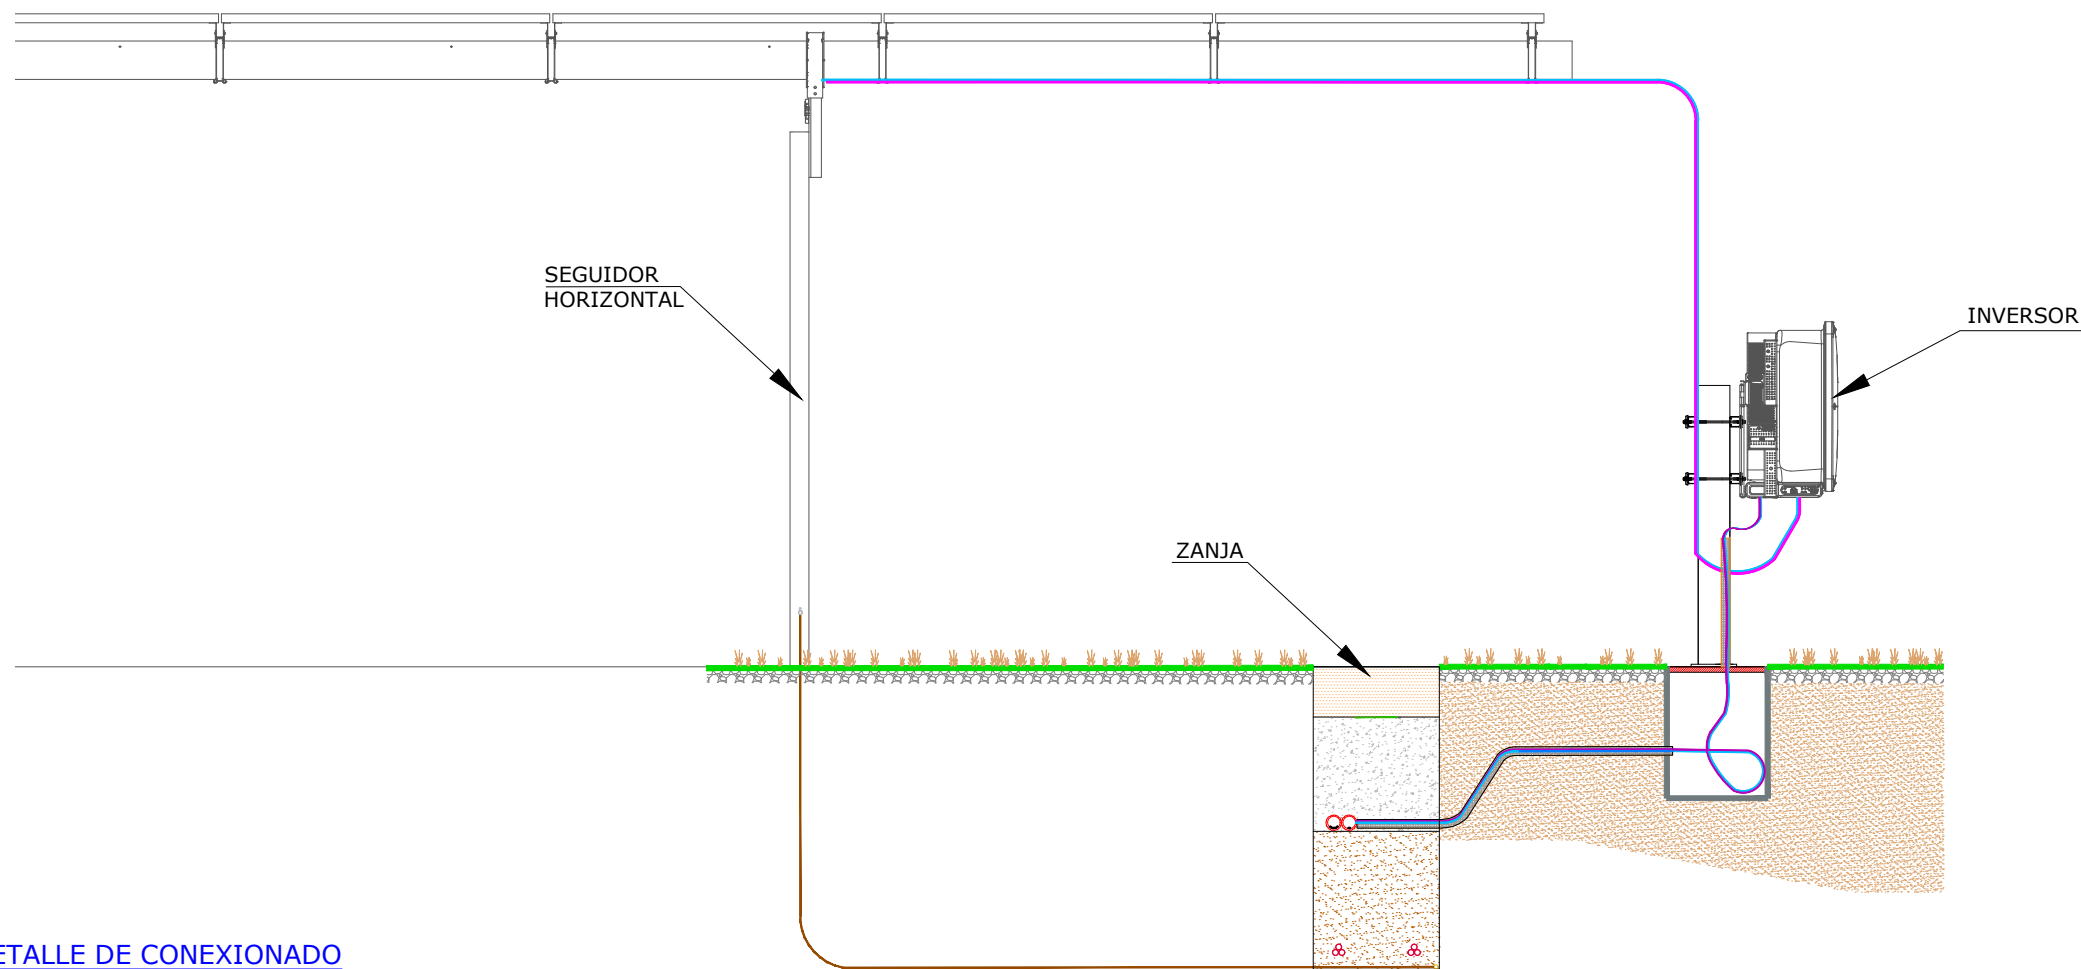 SEGUIDOR
HORIZONTAL
INVERSOR
ZANJA
ETALLE DE CONEXIONADO